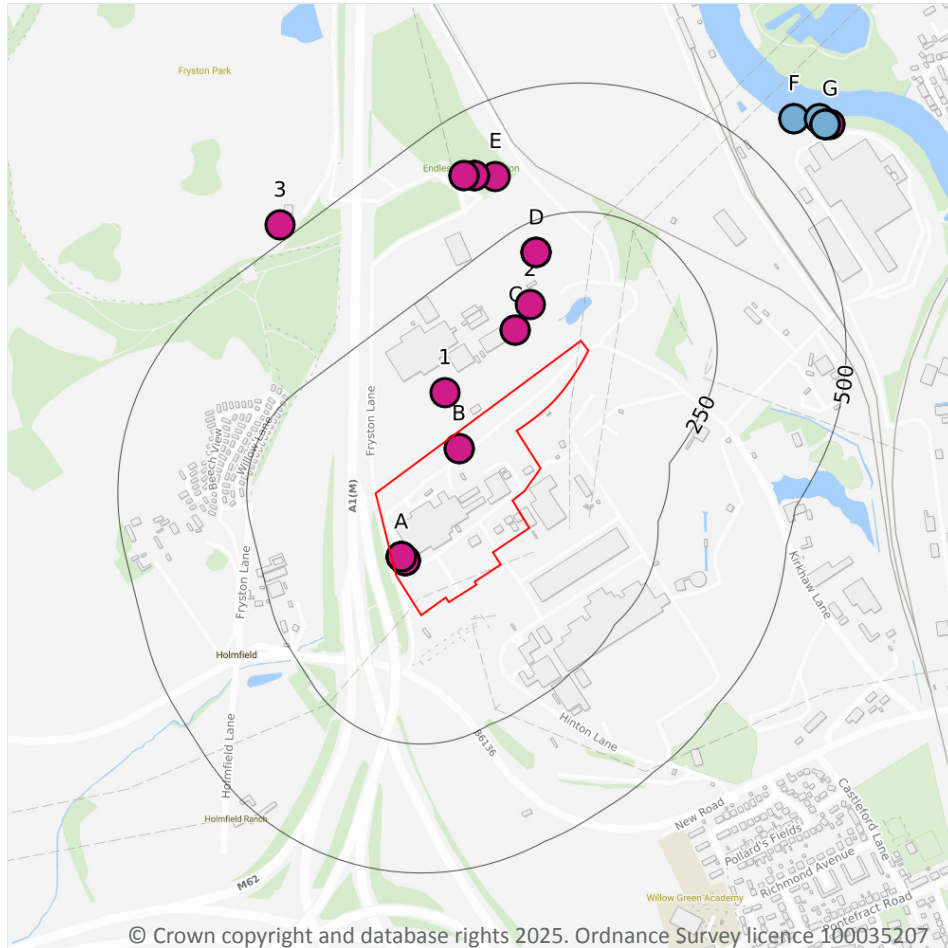 F
G
Fryston Park
E
Endles on
3
D
2
C
1
B
250
500
Fryston Lane
Beech View
Willow Lane
A1(M)
A
Kirkhaw Lane
Fryston Lane
Holmfield
Holmfield Lane
B6136
Hinton Lane
Holmfield Ranch
New Road
Castleford Lane
Pollard's Fields
Richmond Avenue
M62
Willow Green Academy
Pontefract Road
© Crown copyright and database rights 2025. Ordnance Survey licence 100035207